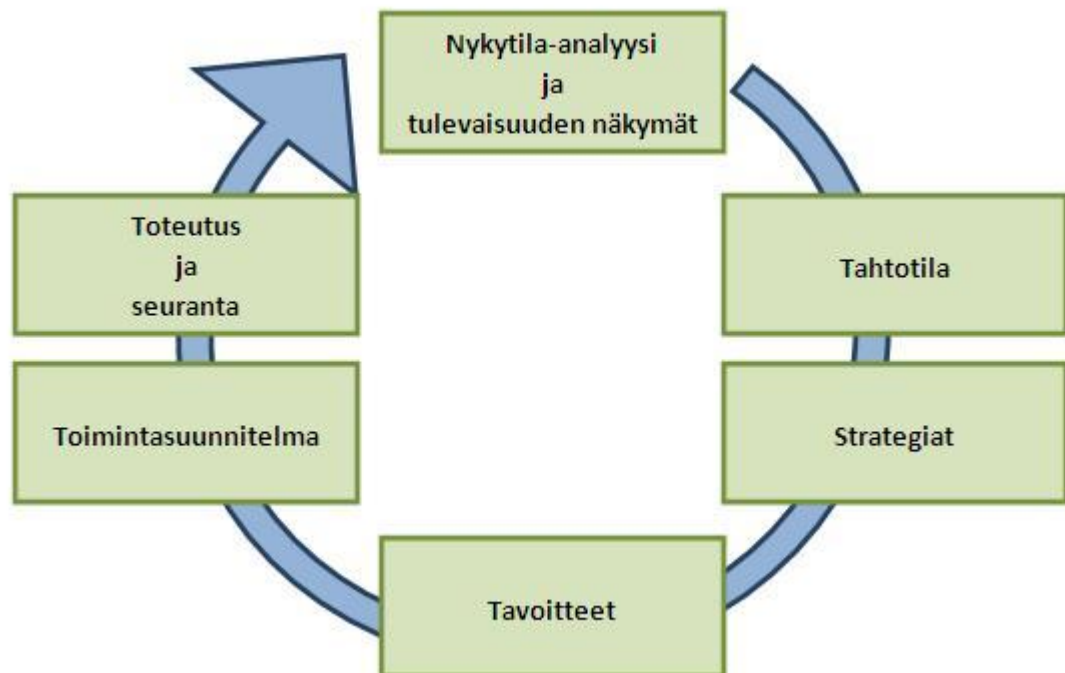 Nykytila-analyysi
ja
tulevaisuuden näkymät
Tahtotila
Strategiat
Tavoitteet
Toimintasuunnitelma
Toteutus
ja
seuranta